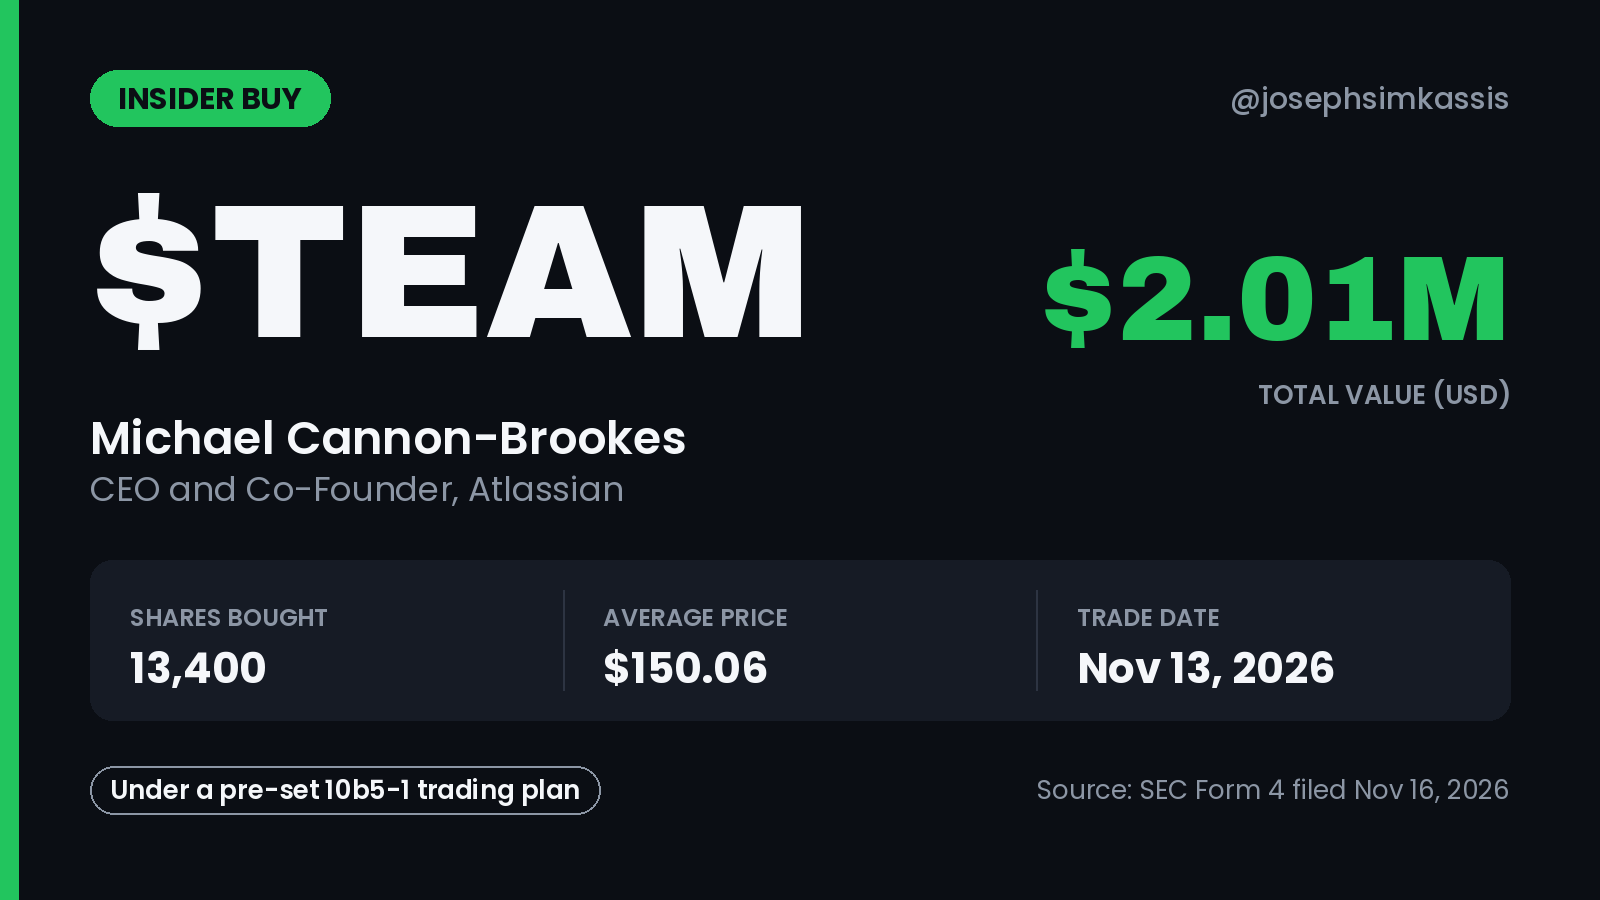 INSIDER BUY
@josephsimkassis
$TEAM
$2.01M
TOTAL VALUE (USD)
Michael Cannon-Brookes
CEO and Co-Founder, Atlassian
SHARES BOUGHT
13,400
AVERAGE PRICE
$150.06
TRADE DATE
Nov 13, 2026
Under a pre-set 10b5-1 trading plan
Source: SEC Form 4 filed Nov 16, 2026